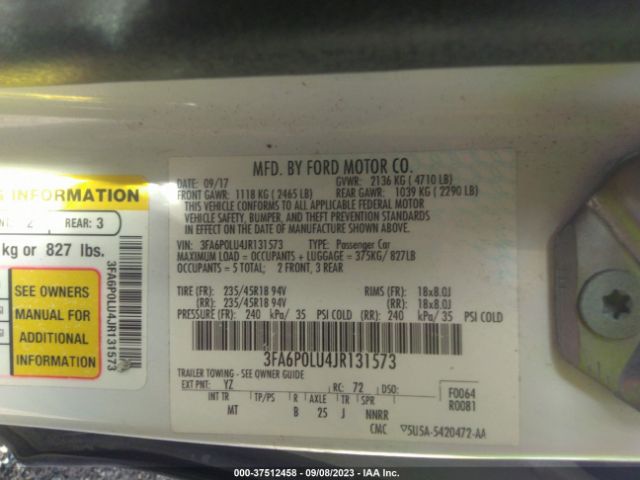 MFD. BY FORD MOTOR CO.
DATE: 09/17 GVWR: 2136 KG ( 4710 LB)
FRONT GAWR: 1118 KG ( 2465 LB) REAR GAWR: 1039 KG ( 2290 LB)
THIS VEHICLE CONFORMS TO ALL APPLICABLE FEDERAL MOTOR
VEHICLE SAFETY, BUMPER, AND THEFT PREVENTION STANDARDS IN
EFFECT ON THE DATE OF MANUFACTURE SHOWN ABOVE.
VIN: 3FA6P0LU4JR131573 TYPE: Passenger Car
MAXIMUM LOAD = OCCUPANTS + LUGGAGE = 375KG/ 827LB
OCCUPANTS = 5 TOTAL; 2 FRONT, 3 REAR
TIRE (FR): 235/45R18 94V RIMS (FR): 18x8.0J
(RR): 235/45R18 94V (RR): 18x8.0J
PRESSURE (FR): 240 kPa/ 35 PSI COLD (RR): 240 kPa/ 35 PSI COLD
3FA6P0LU4JR131573
TRAILER TOWING - SEE OWNER GUIDE
EXT PNT: YZ RC: 72 DSO: F0064
INT TR TP/PS R AXLE TR SPR R0081
MT B 25 J NNRR
CMC 5U5A-5420472-AA
INFORMATION
2 REAR: 3
kg or 827 lbs.
SEE OWNERS
MANUAL FOR
ADDITIONAL
INFORMATION
3FA6P0LU4JR131573
000-37512458 - 09/08/2023 - IAA Inc.